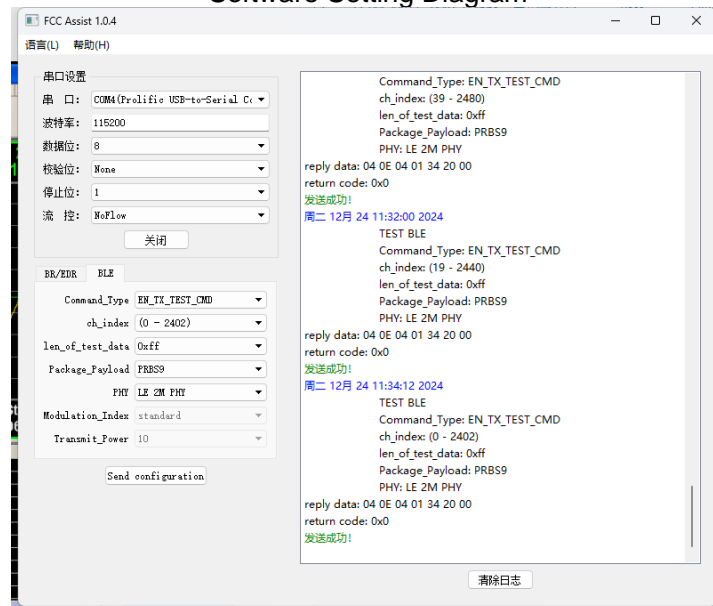 Software Setting Diagram
FCC Assist 1.0.4
语言(L) 帮助(H)
串口设置
串 口: COM4(Prolific USB-to-Serial Co
波特率: 115200
数据位: 8
校验位: None
停止位: 1
流 控: NoFlow
关闭
BR/EDR BLE
Command_Type EN_TX_TEST_CMD
ch_index (0 - 2402)
len_of_test_data 0xff
Package_Payload PRBS9
PHY LE 2M PHY
Modulation_Index standard
Transmit_Power 10
Send configuration
Command_Type: EN_TX_TEST_CMD
ch_index: (39 - 2480)
len_of_test_data: 0xff
Package_Payload: PRBS9
PHY: LE 2M PHY
reply data: 04 0E 04 01 34 20 00
return code: 0x0
发送成功!
周二 12月 24 11:32:00 2024
TEST BLE
Command_Type: EN_TX_TEST_CMD
ch_index: (19 - 2440)
len_of_test_data: 0xff
Package_Payload: PRBS9
PHY: LE 2M PHY
reply data: 04 0E 04 01 34 20 00
return code: 0x0
发送成功!
周二 12月 24 11:34:12 2024
TEST BLE
Command_Type: EN_TX_TEST_CMD
ch_index: (0 - 2402)
len_of_test_data: 0xff
Package_Payload: PRBS9
PHY: LE 2M PHY
reply data: 04 0E 04 01 34 20 00
return code: 0x0
发送成功!
清除日志